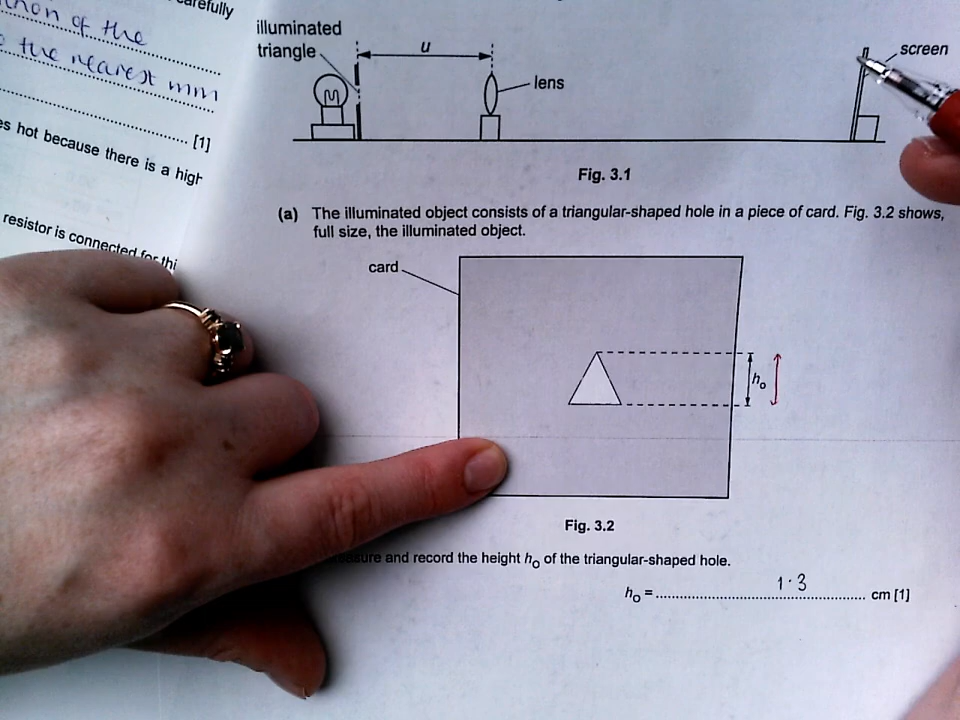 carefully
of the
the nearest mm
[1]
es hot because there is a high
resistor is connected for thi
illuminated
triangle
u
lens
screen
Fig. 3.1
(a) The illuminated object consists of a triangular-shaped hole in a piece of card. Fig. 3.2 shows,
full size, the illuminated object.
card
ho
Fig. 3.2
and record the height ho of the triangular-shaped hole.
ho = 1.3 cm [1]